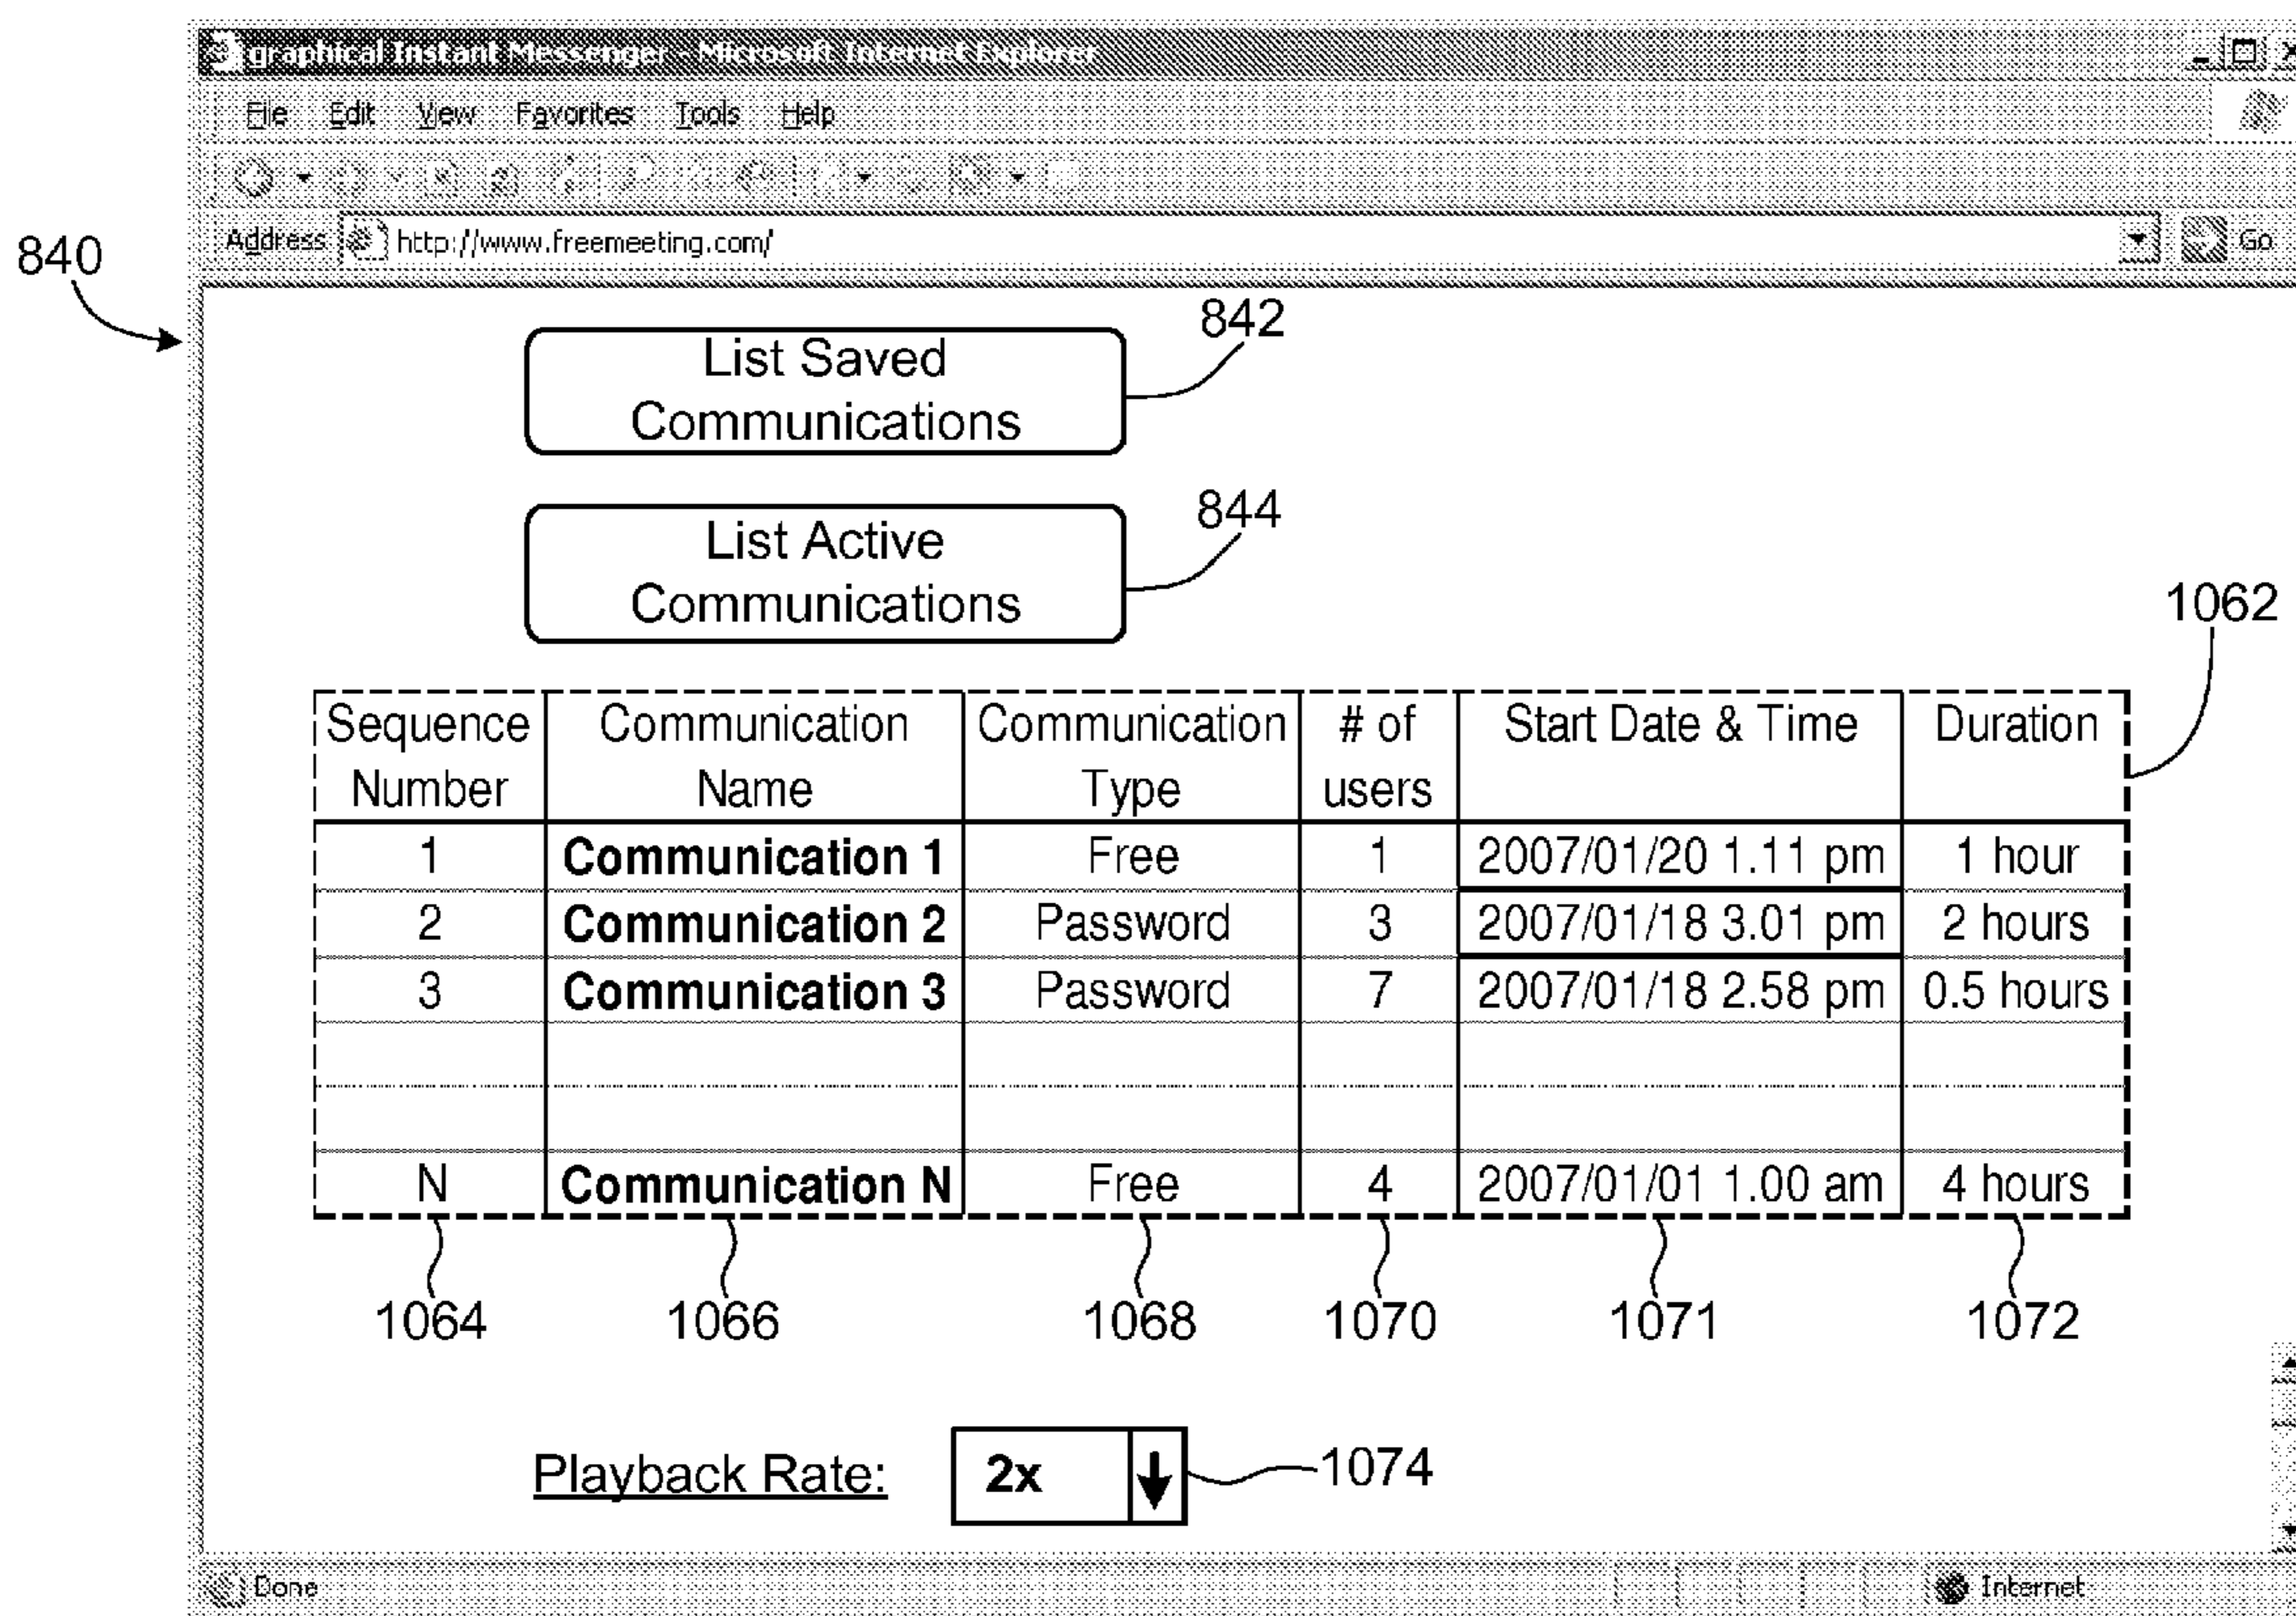 graphical Instant Messenger - Microsoft Internet Explorer
File Edit View Favorites Tools Help
Address http://www.freemeeting.com/ Go
840
List Saved
Communications
842
List Active
Communications
844
1062
Sequence Number Communication Name Communication Type # of users Start Date & Time Duration
1 Communication 1 Free 1 2007/01/20 1.11 pm 1 hour
2 Communication 2 Password 3 2007/01/18 3.01 pm 2 hours
3 Communication 3 Password 7 2007/01/18 2.58 pm 0.5 hours
N Communication N Free 4 2007/01/01 1.00 am 4 hours
1064 1066 1068 1070 1071 1072
Playback Rate: 2x 1074
Done Internet